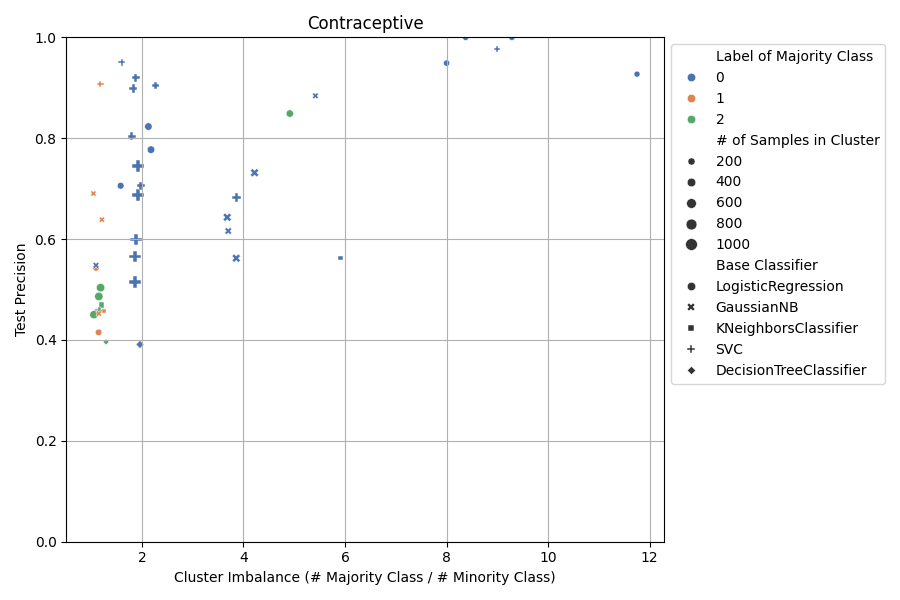 Contraceptive
1.0
0.8
0.6
0.4
0.2
0.0
Test Precision
2
4
6
8
10
12
Cluster Imbalance (# Majority Class / # Minority Class)
Label of Majority Class
0
1
2
# of Samples in Cluster
200
400
600
800
1000
Base Classifier
LogisticRegression
GaussianNB
KNeighborsClassifier
SVC
DecisionTreeClassifier